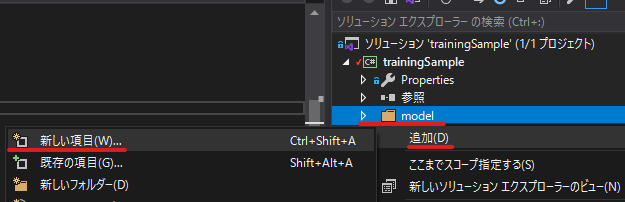 ソリューション エクスプローラー の検索 (Ctrl+:)
ソリューション 'trainingSample' (1/1 プロジェクト)
C# trainingSample
Properties
参照
model
新しい項目(W)... Ctrl+Shift+A
追加(D)
既存の項目(G)... Shift+Alt+A
ここまでスコープ指定する(S)
新しいフォルダー(D)
新しいソリューション エクスプローラーのビュー(N)